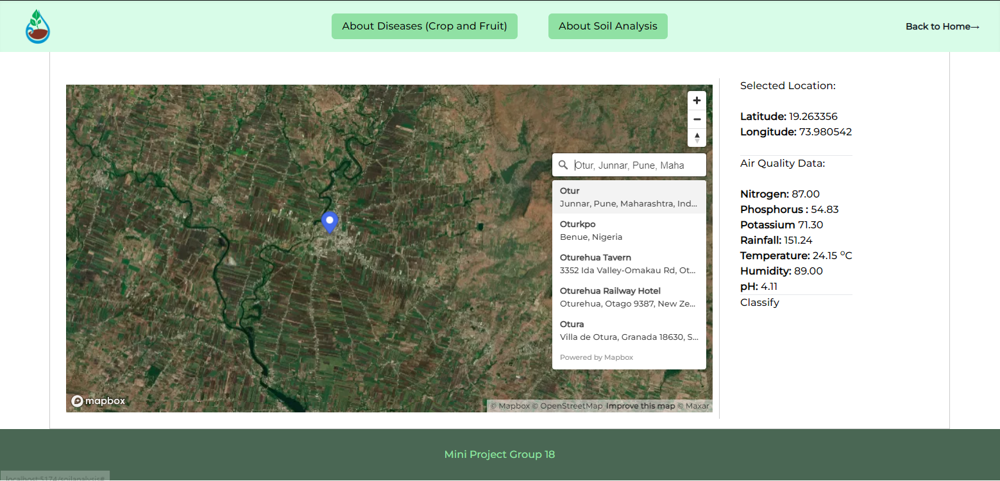 About Diseases (Crop and Fruit)
About Soil Analysis
Back to Home→
Otur, Junnar, Pune, Maha
Otur
Junnar, Pune, Maharashtra, Ind...
Oturkpo
Benue, Nigeria
Oturehua Tavern
3352 Ida Valley-Omakau Rd, Ot...
Oturehua Railway Hotel
Oturehua, Otago 9387, New Ze...
Otura
Villa de Otura, Granada 18630, S...
Powered by Mapbox
mapbox
© Mapbox © OpenStreetMap Improve this map © Maxar
Selected Location:
Latitude: 19.263356
Longitude: 73.980542
Air Quality Data:
Nitrogen: 87.00
Phosphorus : 54.83
Potassium 71.30
Rainfall: 151.24
Temperature: 24.15 °C
Humidity: 89.00
pH: 4.11
Classify
Mini Project Group 18
localhost:5174/soilanalysis#